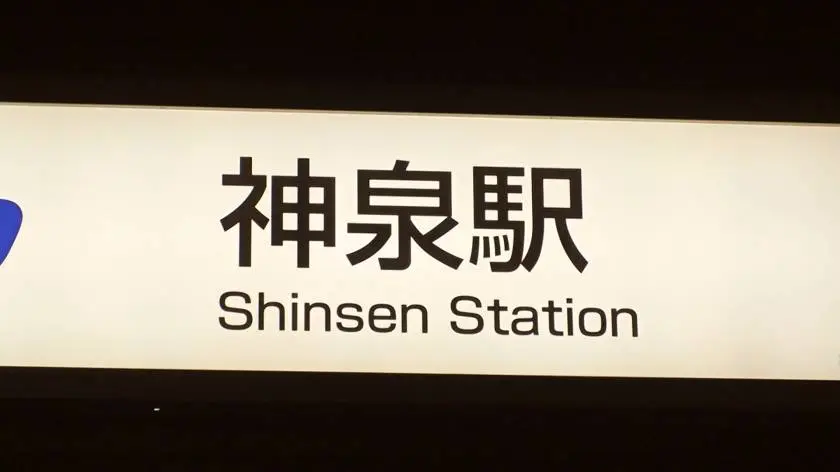 神泉駅
Shinsen Station